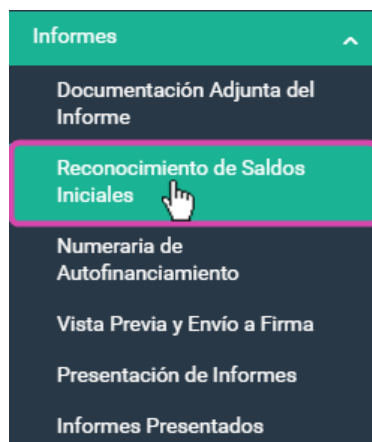 Informes
Documentación Adjunta del
Informe
Reconocimiento de Saldos
Iniciales
Numeraria de
Autofinanciamiento
Vista Previa y Envío a Firma
Presentación de Informes
Informes Presentados